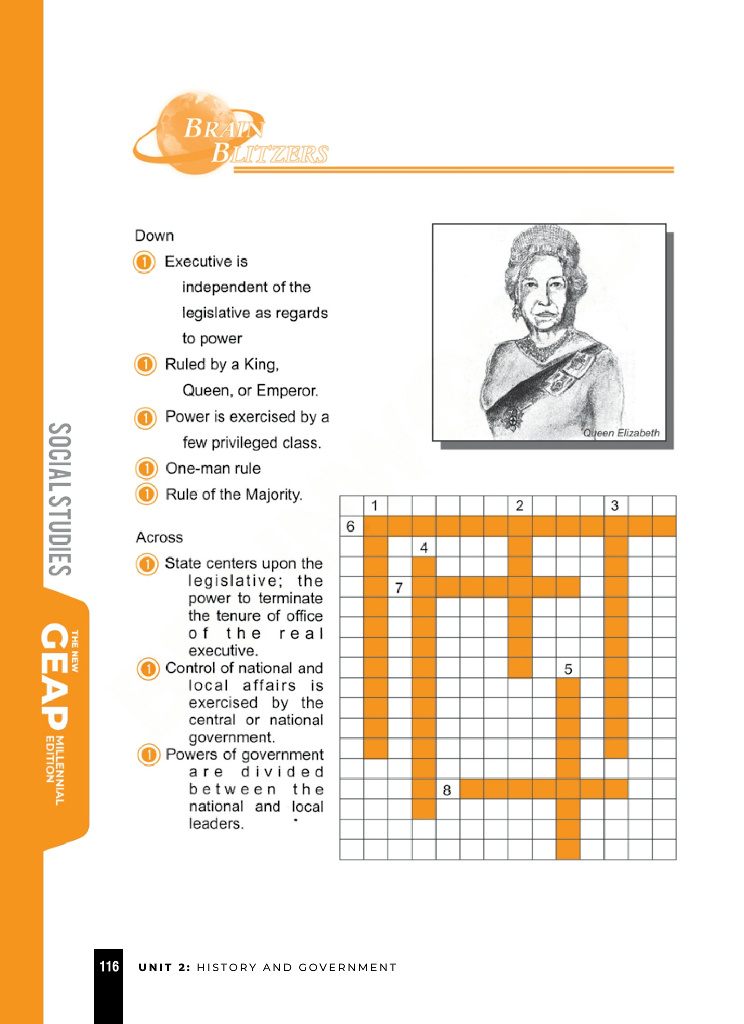 BRAIN
BLITZERS
Down
1 Executive is
independent of the
legislative as regards
to power
1 Ruled by a King,
Queen, or Emperor.
1 Power is exercised by a
few privileged class.
1 One-man rule
1 Rule of the Majority.
Queen Elizabeth
Across
1 State centers upon the
legislative; the
power to terminate
the tenure of office
of the real
executive.
1 Control of national and
local affairs is
exercised by the
central or national
government.
1 Powers of government
are divided
between the
national and local
leaders.
1 2 3
6
4
7
5
8
SOCIAL STUDIES
THE NEW
GEAP
MILLENNIAL
EDITION
116 UNIT 2: HISTORY AND GOVERNMENT